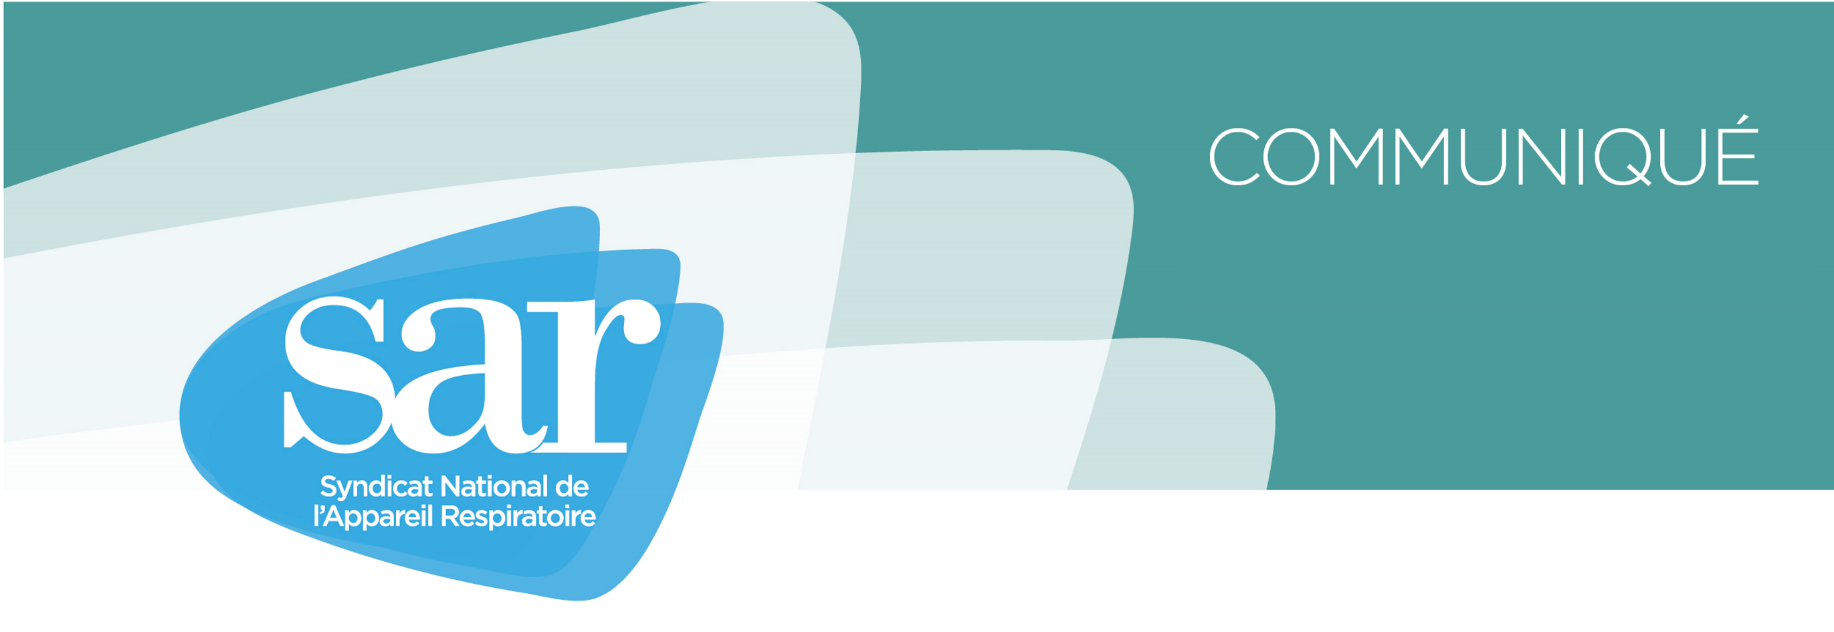 COMMUNIQUÉ
sar
Syndicat National de
l'Appareil Respiratoire